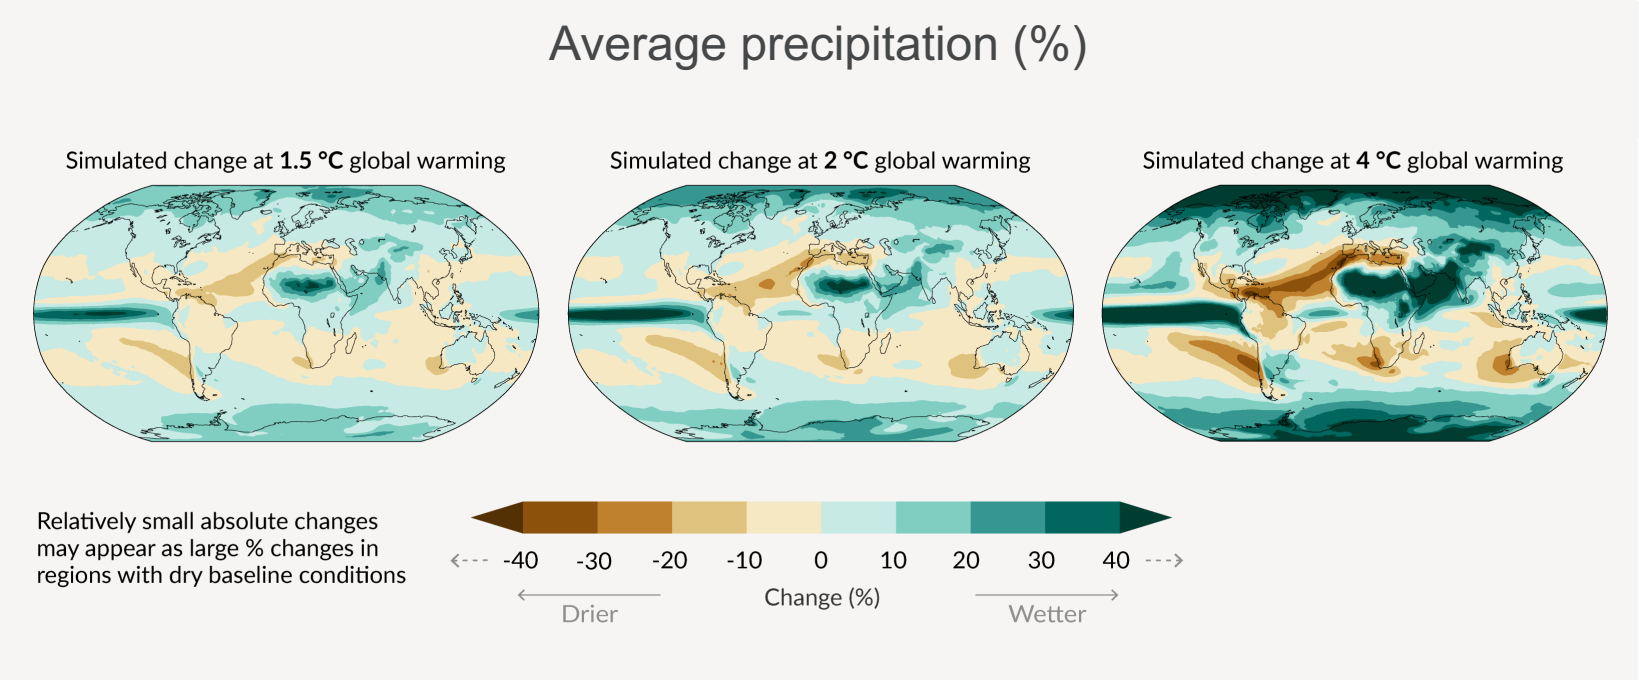 Average precipitation (%)
Simulated change at 1.5 °C global warming
Simulated change at 2 °C global warming
Simulated change at 4 °C global warming
Relatively small absolute changes
may appear as large % changes in
regions with dry baseline conditions
-40 -30 -20 -10 0 10 20 30 40
Change (%)
Drier
Wetter